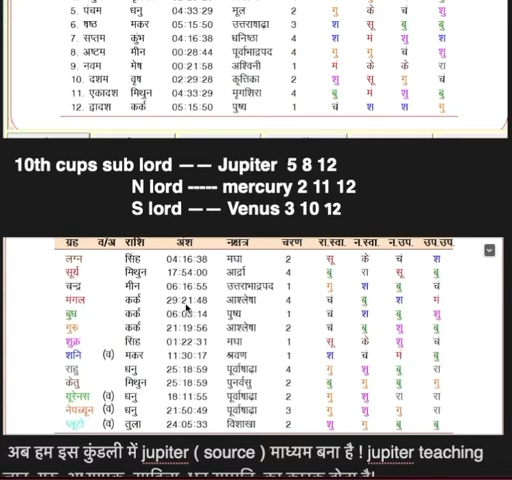 5. पंचम धनु 04:33:29 मूल 2 गु के चं शु
6. षष्ठ मकर 05:15:50 उत्तराषाढा 3 श सू बु बु
7. सप्तम कुंभ 04:16:38 धनिष्ठा 4 श मं शु श
8. अष्टम मीन 00:28:44 पूर्वाभाद्रपद 4 गु गु चं शु
9. नवम मेष 00:21:58 अश्विनी 1 मं के के रा
10. दशम वृष 02:29:28 कृत्तिका 2 शु सू गु चं
11. एकादश मिथुन 04:33:29 मृगशिरा 4 बु मं शु बु
12. द्वादश कर्क 05:15:50 पुष्य 1 चं श श गु
10th cups sub lord —— Jupiter 5 8 12
N lord ----- mercury 2 11 12
S lord —— Venus 3 10 12
ग्रह व/अ राशि अंश नक्षत्र चरण रा.स्वा. न.स्वा. न.उप. उप.उप.
लग्न सिंह 04:16:38 मघा 2 सू के चं श
सूर्य मिथुन 17:54:00 आर्द्रा 4 बु रा सू बु
चन्द्र मीन 06:16:55 उत्तराभाद्रपद 1 गु श बु चं
मंगल कर्क 29:21:48 आश्लेषा 4 चं बु श मं
बुध कर्क 06:03:14 पुष्य 1 चं श बु शु
गुरु कर्क 21:19:56 आश्लेषा 2 चं बु शु बु
शुक्र सिंह 01:22:31 मघा 1 सू के शु चं
शनि (व) मकर 11:30:17 श्रवण 1 श चं मं बु
राहु धनु 25:18:59 पूर्वाषाढा 4 गु शु बु रा
केतु मिथुन 25:18:59 पुनर्वसु 2 बु गु बु गु
यूरेनस (व) धनु 18:11:55 पूर्वाषाढा 2 गु शु रा रा
नेपच्यून (व) धनु 21:50:49 पूर्वाषाढा 3 गु शु गु रा
प्लूटो (व) तुला 24:05:33 विशाखा 2 शु गु बु बु
अब हम इस कुंडली में jupiter ( source ) माध्यम बना है ! jupiter teaching